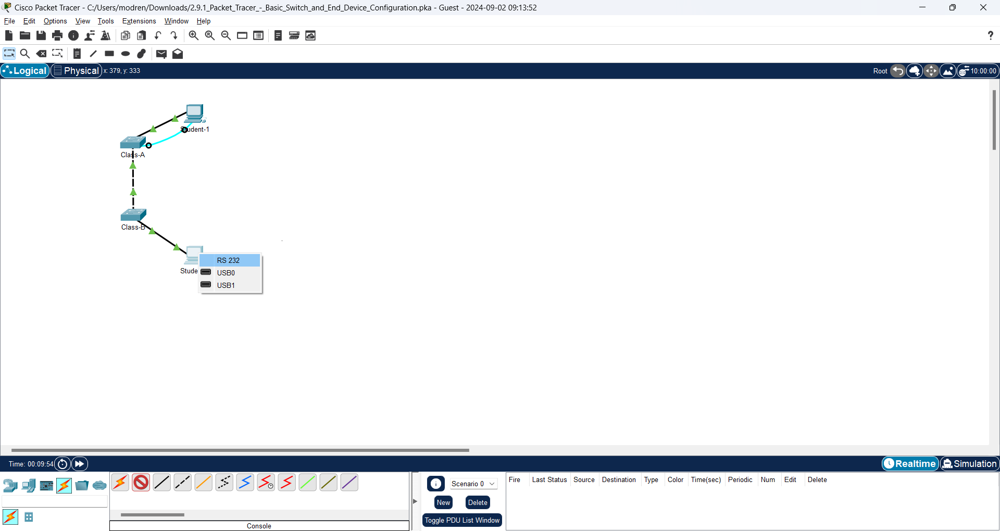 Cisco Packet Tracer - C:/Users/modren/Downloads/2.9.1_Packet_Tracer_-_Basic_Switch_and_End_Device_Configuration.pka - Guest - 2024-09-02 09:13:52
File Edit Options View Tools Extensions Window Help
?
Logical Physical x: 379, y: 333 Root 10:00:00
Student-1
Class-A
Class-B
RS 232
Stude USB0
USB1
Time: 00:09:54 Realtime Simulation
Scenario 0 Fire Last Status Source Destination Type Color Time(sec) Periodic Num Edit Delete
New Delete
Toggle PDU List Window
Console